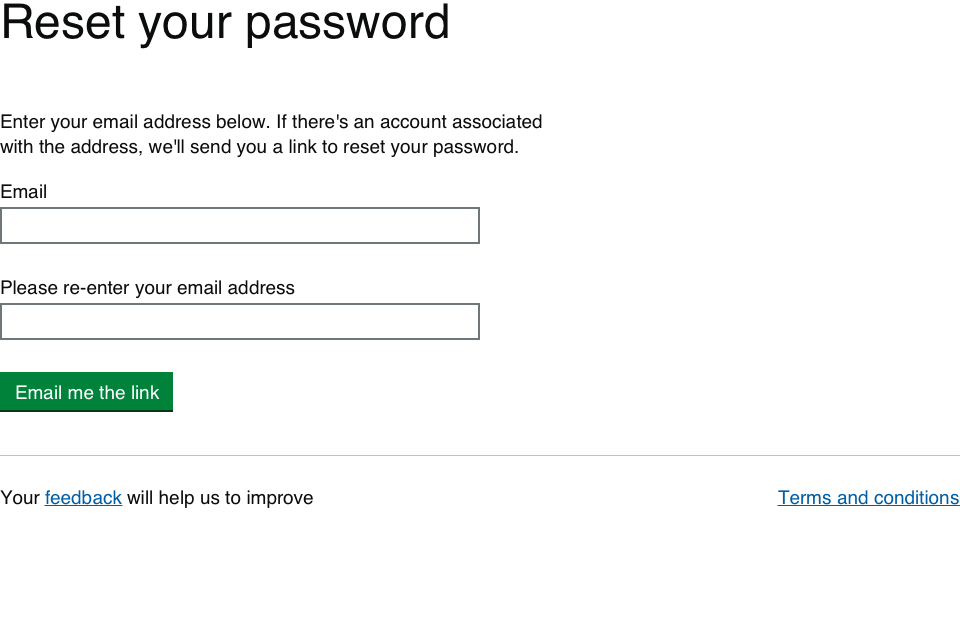 Reset your password
Enter your email address below. If there's an account associated
with the address, we'll send you a link to reset your password.
Email
Please re-enter your email address
Email me the link
Your feedback will help us to improve
Terms and conditions